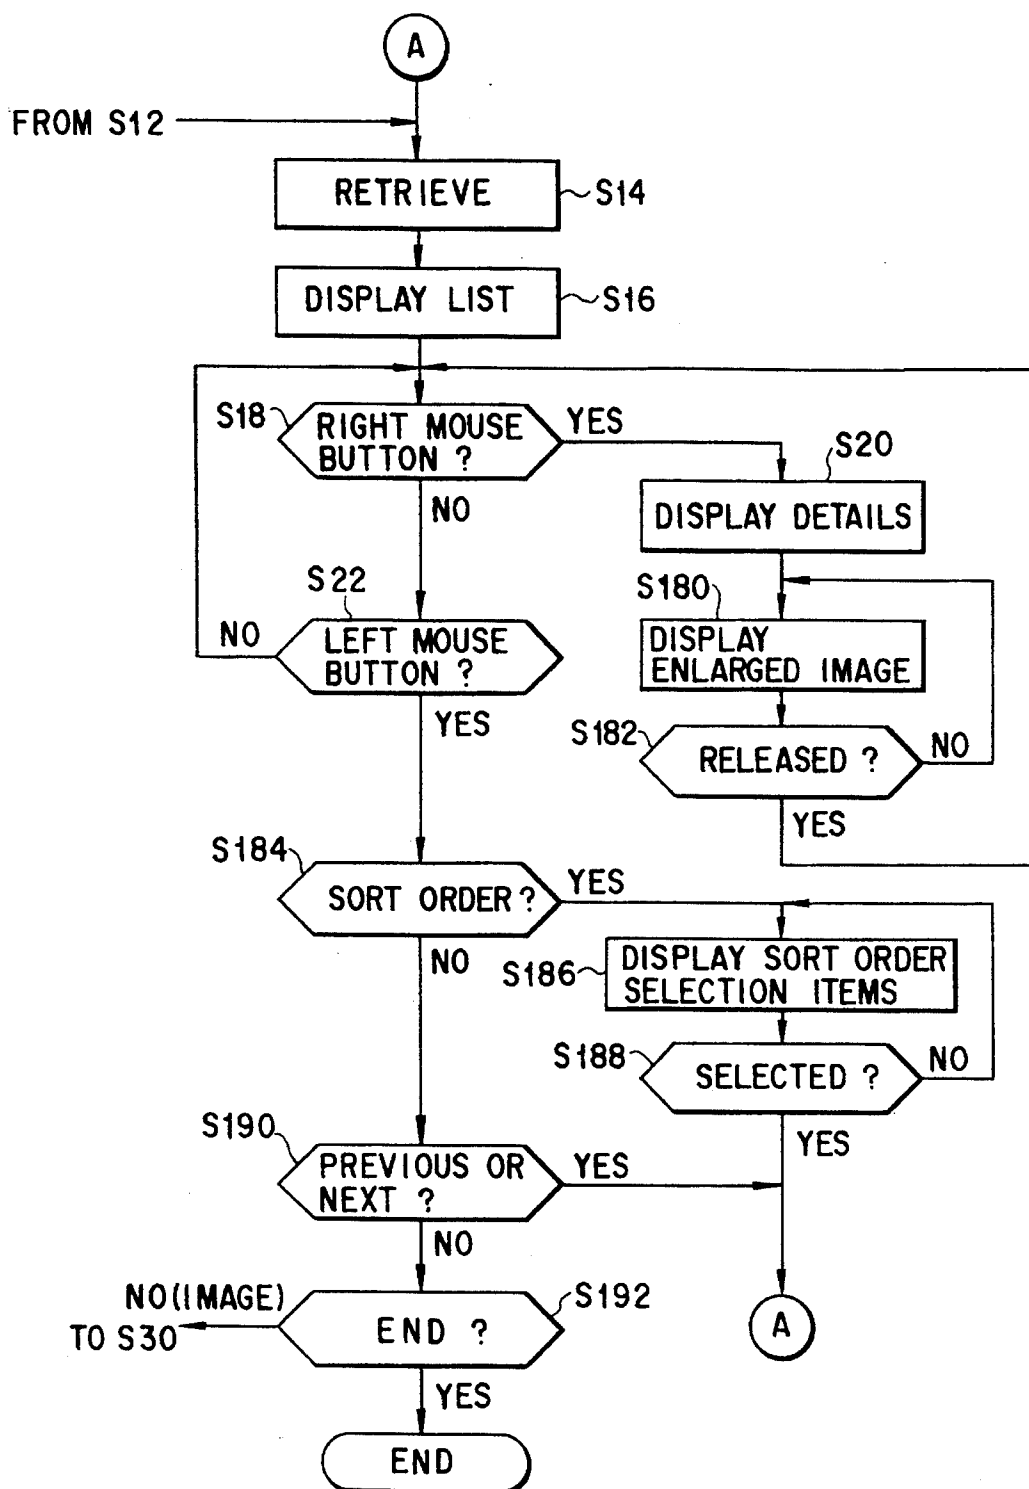 A
FROM S12
RETRIEVE
S14
DISPLAY LIST
S16
S18
RIGHT MOUSE
BUTTON ?
YES
NO
S20
DISPLAY DETAILS
S22
LEFT MOUSE
BUTTON ?
NO
YES
S180
DISPLAY
ENLARGED IMAGE
S182
RELEASED ?
NO
YES
S184
SORT ORDER ?
YES
NO
S186
DISPLAY SORT ORDER
SELECTION ITEMS
S188
SELECTED ?
NO
YES
S190
PREVIOUS OR
NEXT ?
YES
NO
S192
END ?
NO(IMAGE)
TO S30
YES
A
END